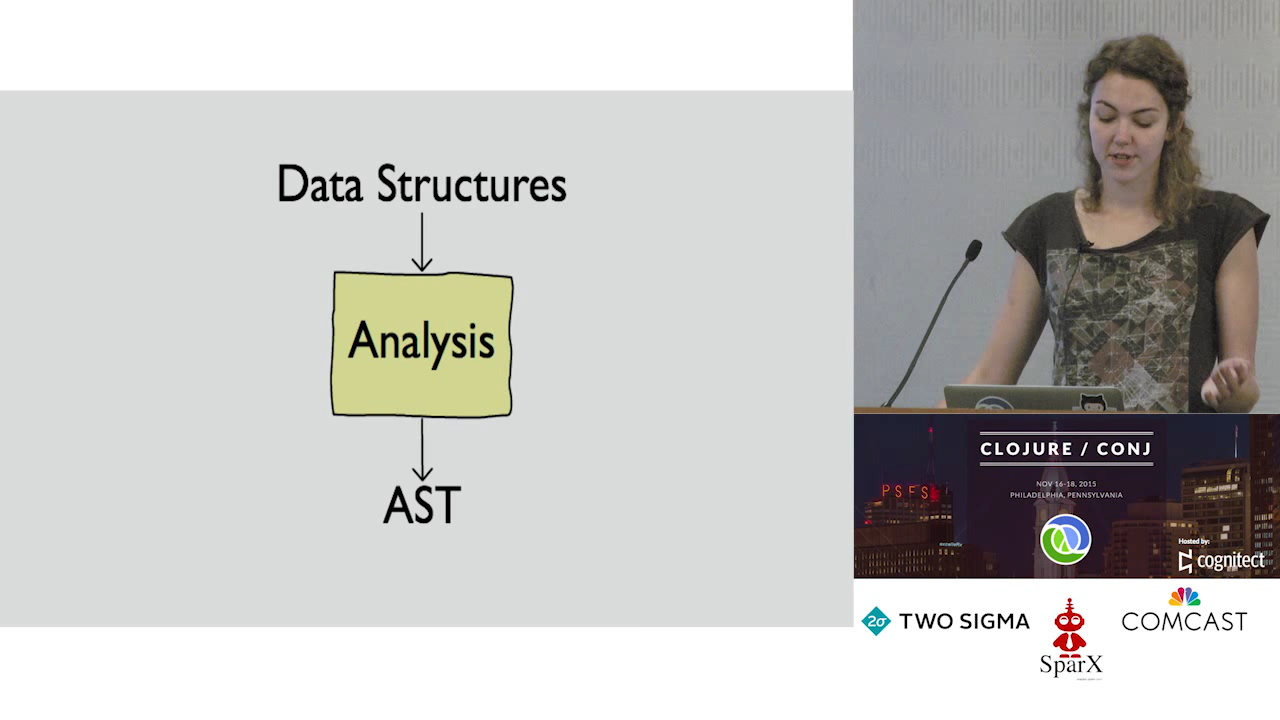 Data Structures
Analysis
AST
CLOJURE / CONJ
NOV 16-18, 2015
PHILADELPHIA, PENNSYLVANIA
PSFS
Hosted by:
cognitect
2σ TWO SIGMA
SparX
COMCAST